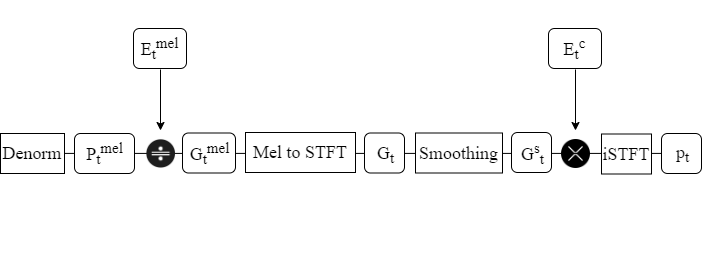 E_t^mel
E_t^c
Denorm
P_t^mel
÷
G_t^mel
Mel to STFT
G_t
Smoothing
G^s_t
×
iSTFT
p_t